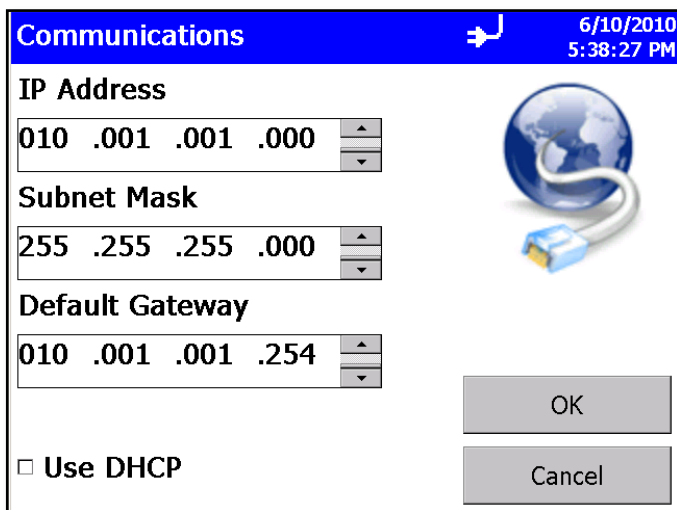 Communications
6/10/2010
5:38:27 PM
IP Address
010 .001 .001 .000
Subnet Mask
255 .255 .255 .000
Default Gateway
010 .001 .001 .254
OK
Use DHCP
Cancel